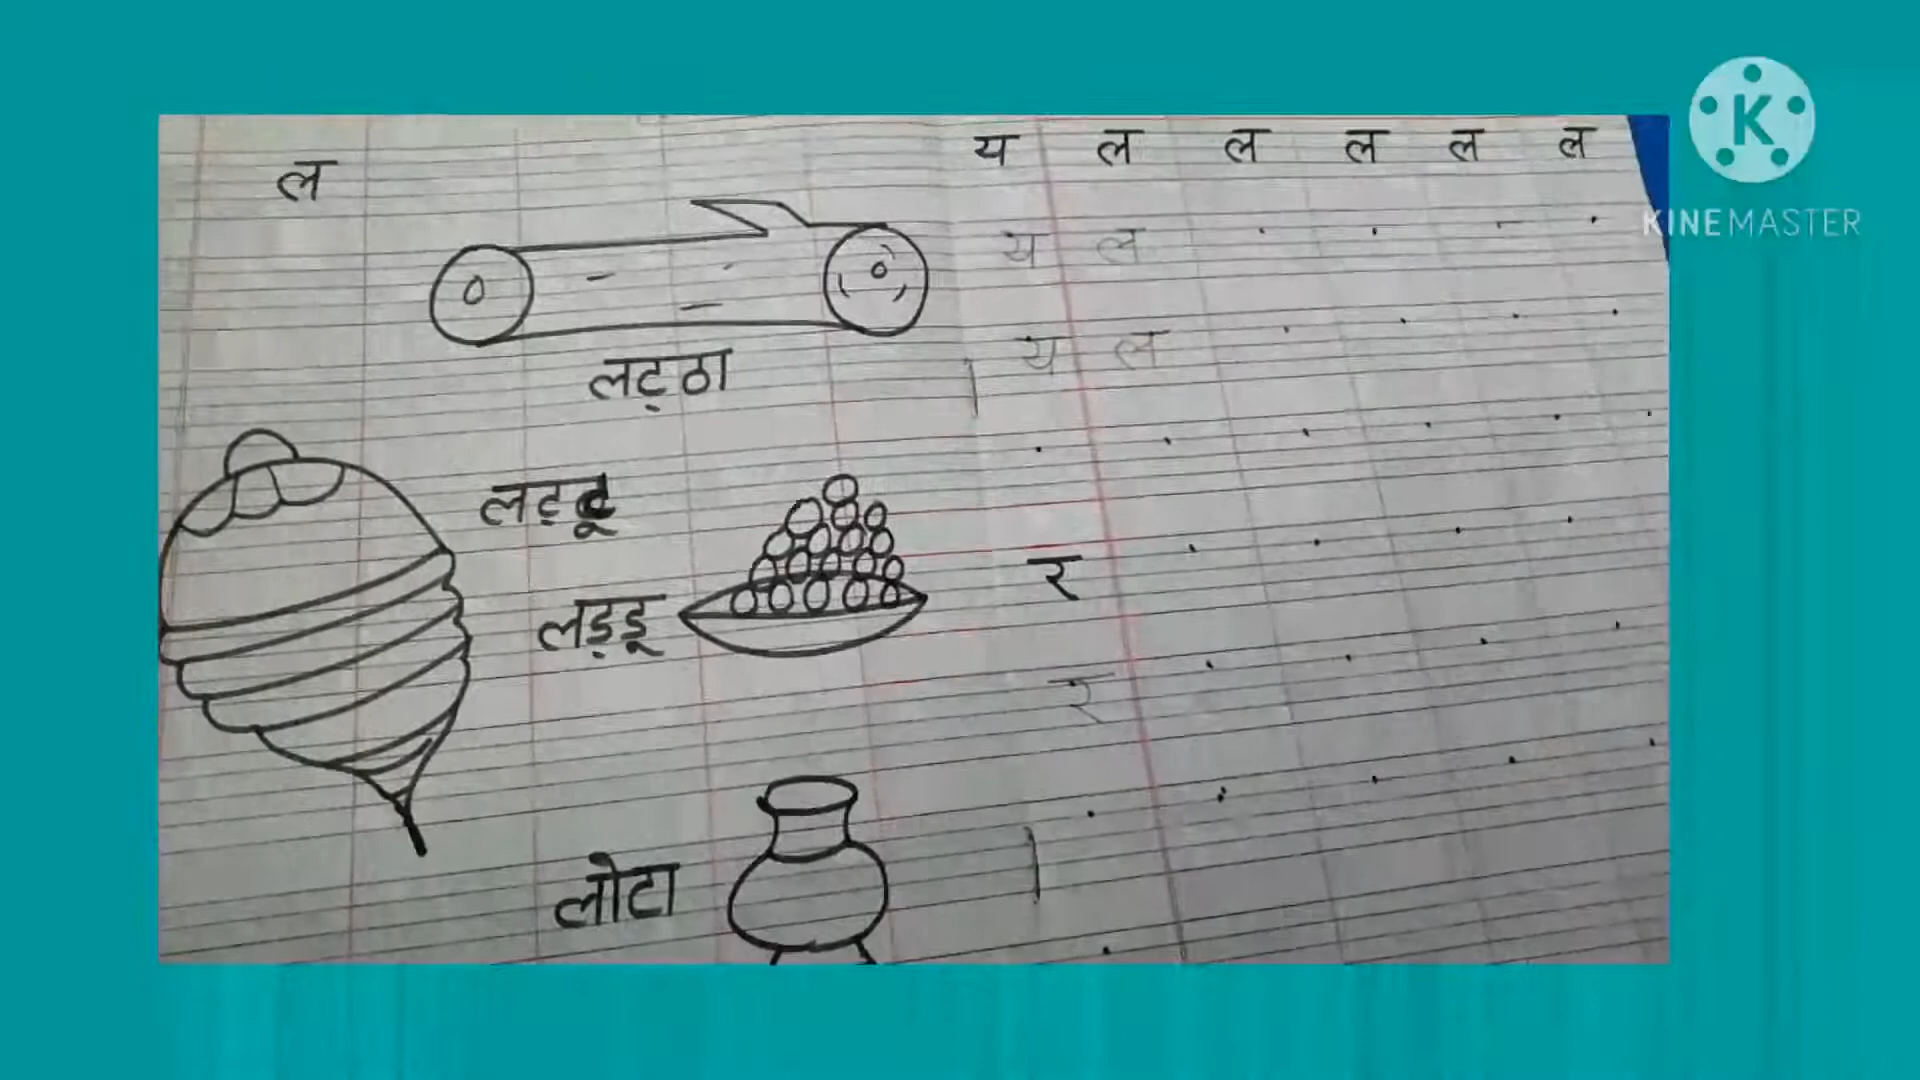 ल
लट्ठा
लट्टू
लड्डू
लोटा
य ल ल ल ल ल
य ल
य ल
र
र
K
KINEMASTER